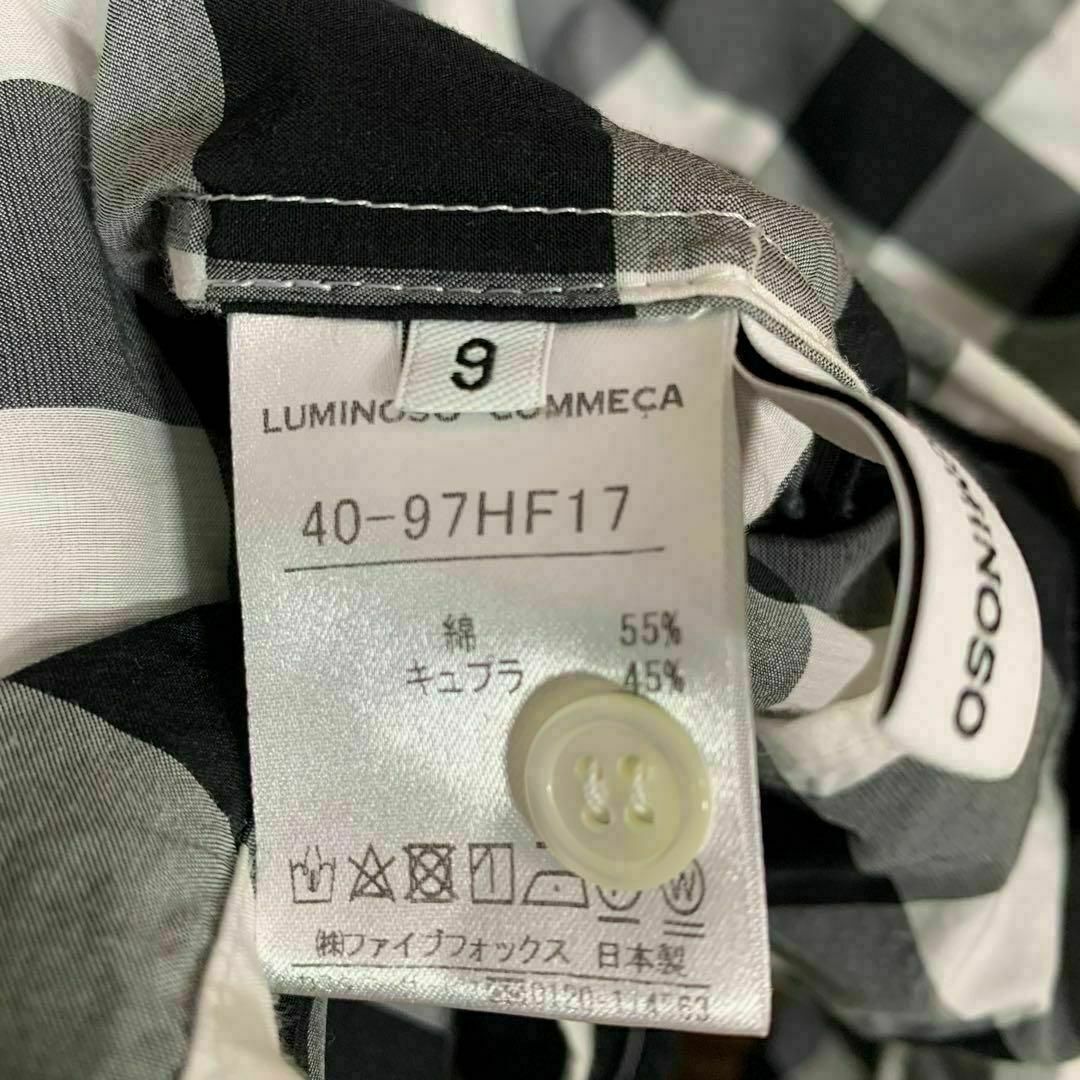 9
LUMINOSO COMMEÇA
40-97HF17
綿 55%
キュプラ 45%
W
㈱ファイブフォックス 日本製
OSONIMU